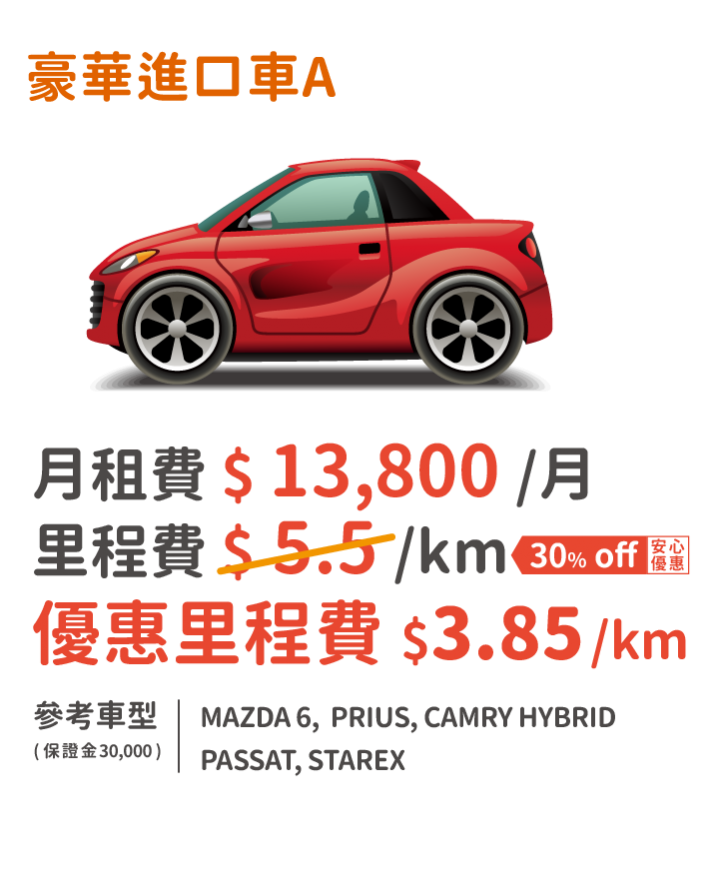 豪華進口車A
月租費 $ 13,800 /月
里程費 $ 5.5 /km 30% off 安心優惠
優惠里程費 $3.85/km
參考車型
(保證金30,000)
MAZDA 6, PRIUS, CAMRY HYBRID
PASSAT, STAREX